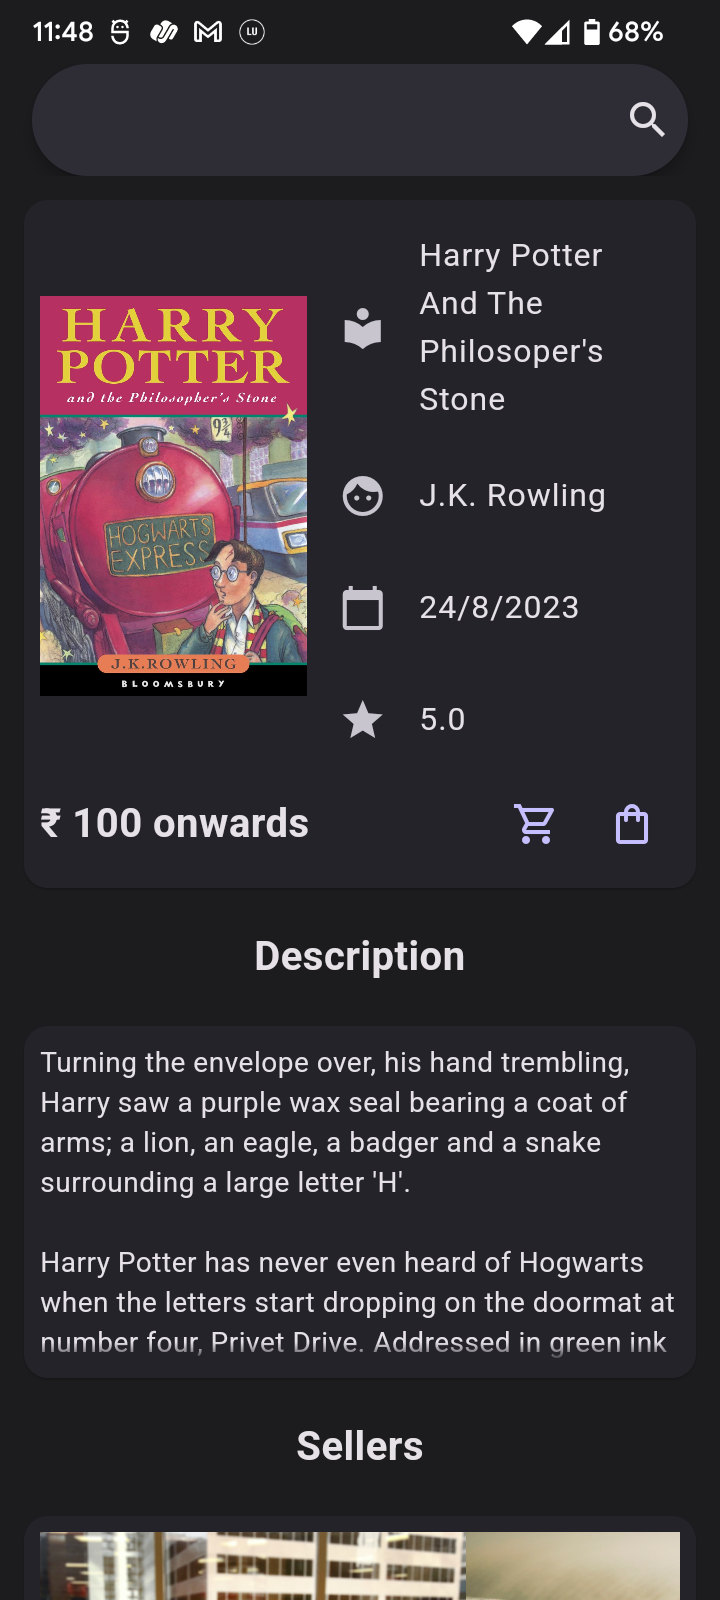 11:48 LU 68%
HARRY
POTTER
and the Philosopher's Stone
9¾
HOGWARTS
EXPRESS
J.K.ROWLING
BLOOMSBURY
Harry Potter
And The
Philosoper's
Stone
J.K. Rowling
24/8/2023
5.0
₹ 100 onwards
Description
Turning the envelope over, his hand trembling,
Harry saw a purple wax seal bearing a coat of
arms; a lion, an eagle, a badger and a snake
surrounding a large letter 'H'.
Harry Potter has never even heard of Hogwarts
when the letters start dropping on the doormat at
number four, Privet Drive. Addressed in green ink
Sellers